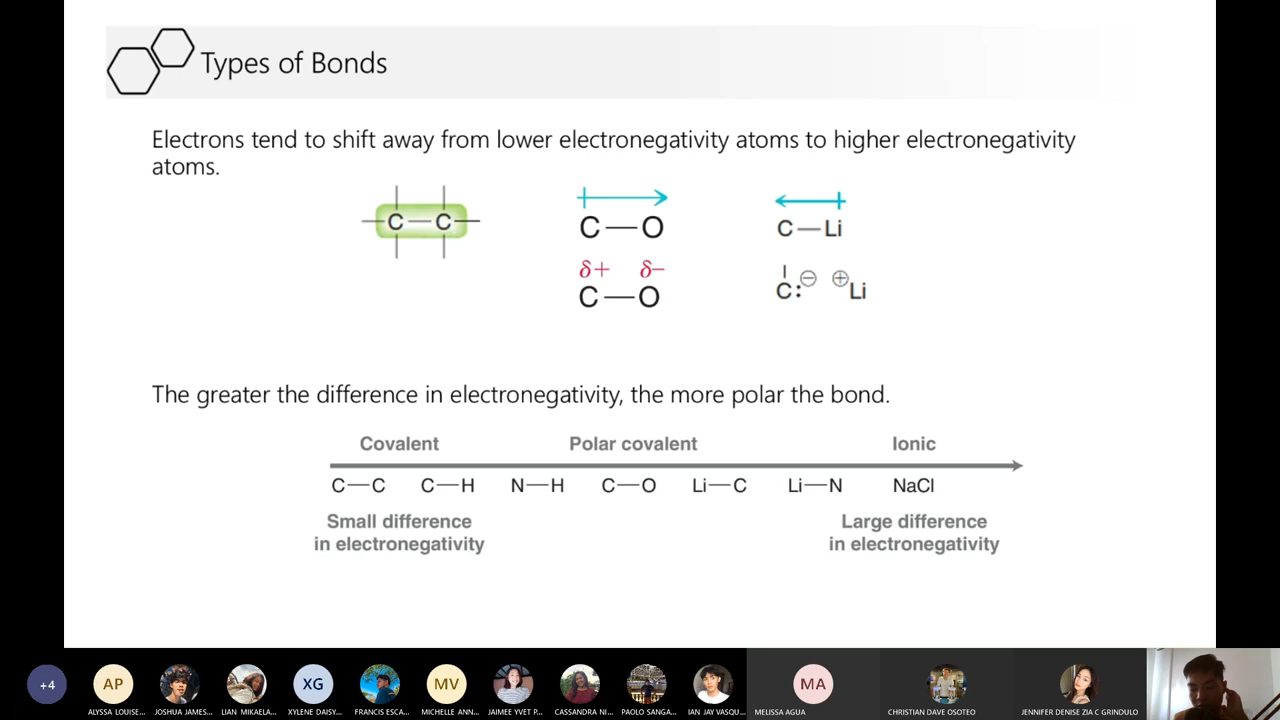 Types of Bonds
Electrons tend to shift away from lower electronegativity atoms to higher electronegativity
atoms.
C—C
C—O
C—Li
δ+ δ−
C—O
C:⊖ ⊕Li
The greater the difference in electronegativity, the more polar the bond.
Covalent Polar covalent Ionic
C—C C—H N—H C—O Li—C Li—N NaCl
Small difference
in electronegativity
Large difference
in electronegativity
+4 AP XG MV MA
ALYSSA LOUISE... JOSHUA JAMES... LIAN MIKAELA... XYLENE DAISY... FRANCIS ESCA... MICHELLE ANN... JAIMEE YVET P... CASSANDRA NI... PAOLO SANGA... IAN JAY VASQU... MELISSA AGUA CHRISTIAN DAVE OSOTEO JENNIFER DENISE ZIA C GRINDULO